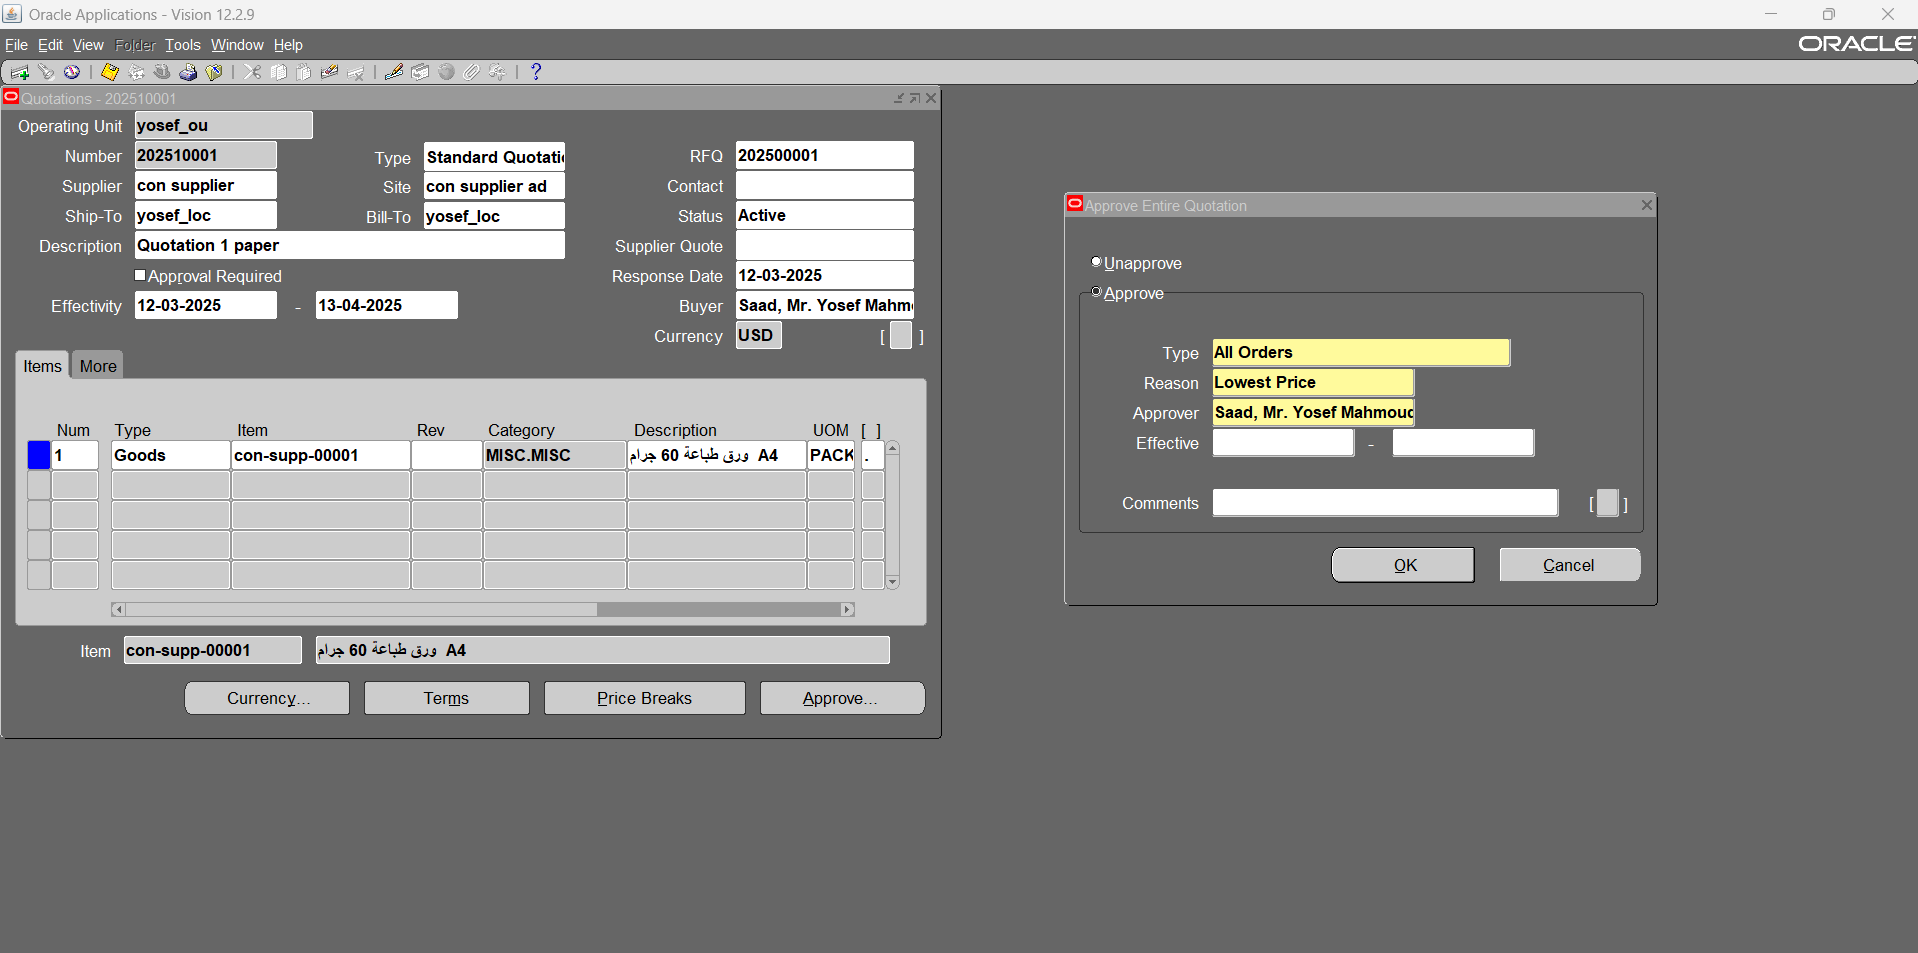 Oracle Applications - Vision 12.2.9
File Edit View Folder Tools Window Help
ORACLE
Quotations - 202510001
Operating Unit yosef_ou
Number 202510001 Type Standard Quotati RFQ 202500001
Supplier con supplier Site con supplier ad Contact
Ship-To yosef_loc Bill-To yosef_loc Status Active
Description Quotation 1 paper Supplier Quote
Approval Required Response Date 12-03-2025
Effectivity 12-03-2025 - 13-04-2025 Buyer Saad, Mr. Yosef Mahm
Currency USD [ ]
Items More
Num Type Item Rev Category Description UOM [ ]
1 Goods con-supp-00001 MISC.MISC ورق طباعة 60 جرام A4 PACK .
Item con-supp-00001 ورق طباعة 60 جرام A4
Currency... Terms Price Breaks Approve...
Approve Entire Quotation
Unapprove
Approve
Type All Orders
Reason Lowest Price
Approver Saad, Mr. Yosef Mahmoud
Effective -
Comments [ ]
OK Cancel